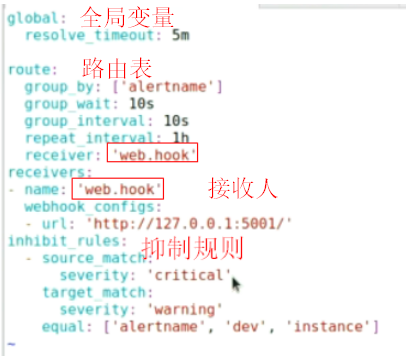 global: 全局变量
  resolve_timeout: 5m
route: 路由表
  group_by: ['alertname']
  group_wait: 10s
  group_interval: 10s
  repeat_interval: 1h
  receiver: 'web.hook'
receivers:
- name: 'web.hook' 接收人
  webhook_configs:
  - url: 'http://127.0.0.1:5001/'
inhibit_rules: 抑制规则
  - source_match:
      severity: 'critical'
    target_match:
      severity: 'warning'
    equal: ['alertname', 'dev', 'instance']
~